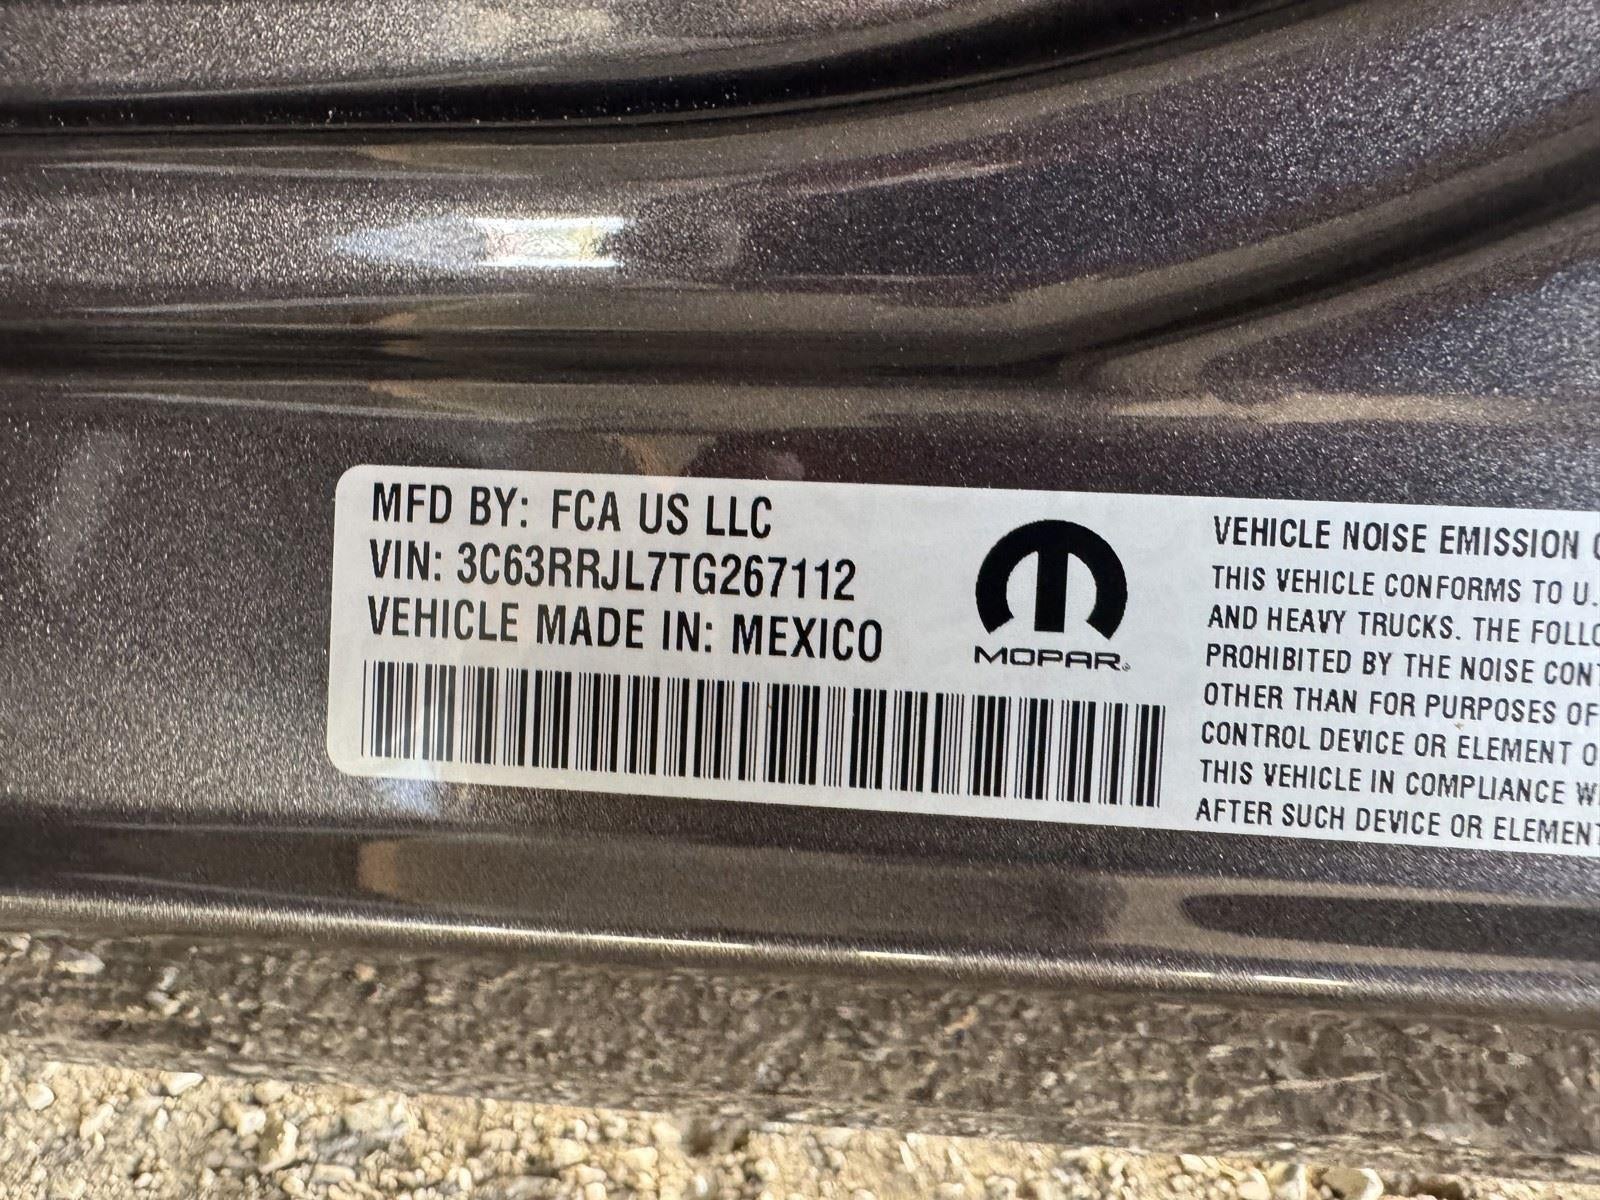 MFD BY: FCA US LLC
VIN: 3C63RRJL7TG267112
VEHICLE MADE IN: MEXICO
MOPAR®
VEHICLE NOISE EMISSION
THIS VEHICLE CONFORMS TO U.
AND HEAVY TRUCKS. THE
PROHIBITED BY THE NOISE
OTHER THAN FOR PURPOSES OF
CONTROL DEVICE OR ELEMENT
THIS VEHICLE IN COMPLIANCE
AFTER SUCH DEVICE OR ELEMENT